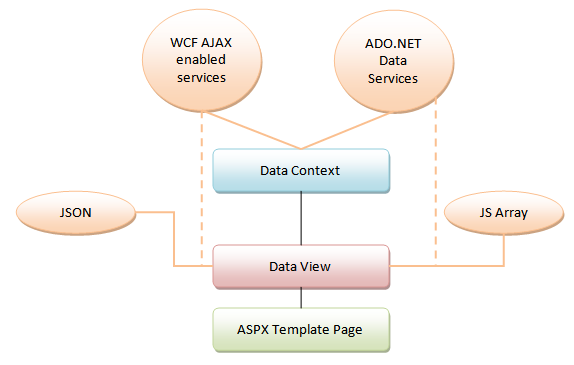 WCF AJAX
enabled
services
ADO.NET
Data
Services
Data Context
JSON
JS Array
Data View
ASPX Template Page